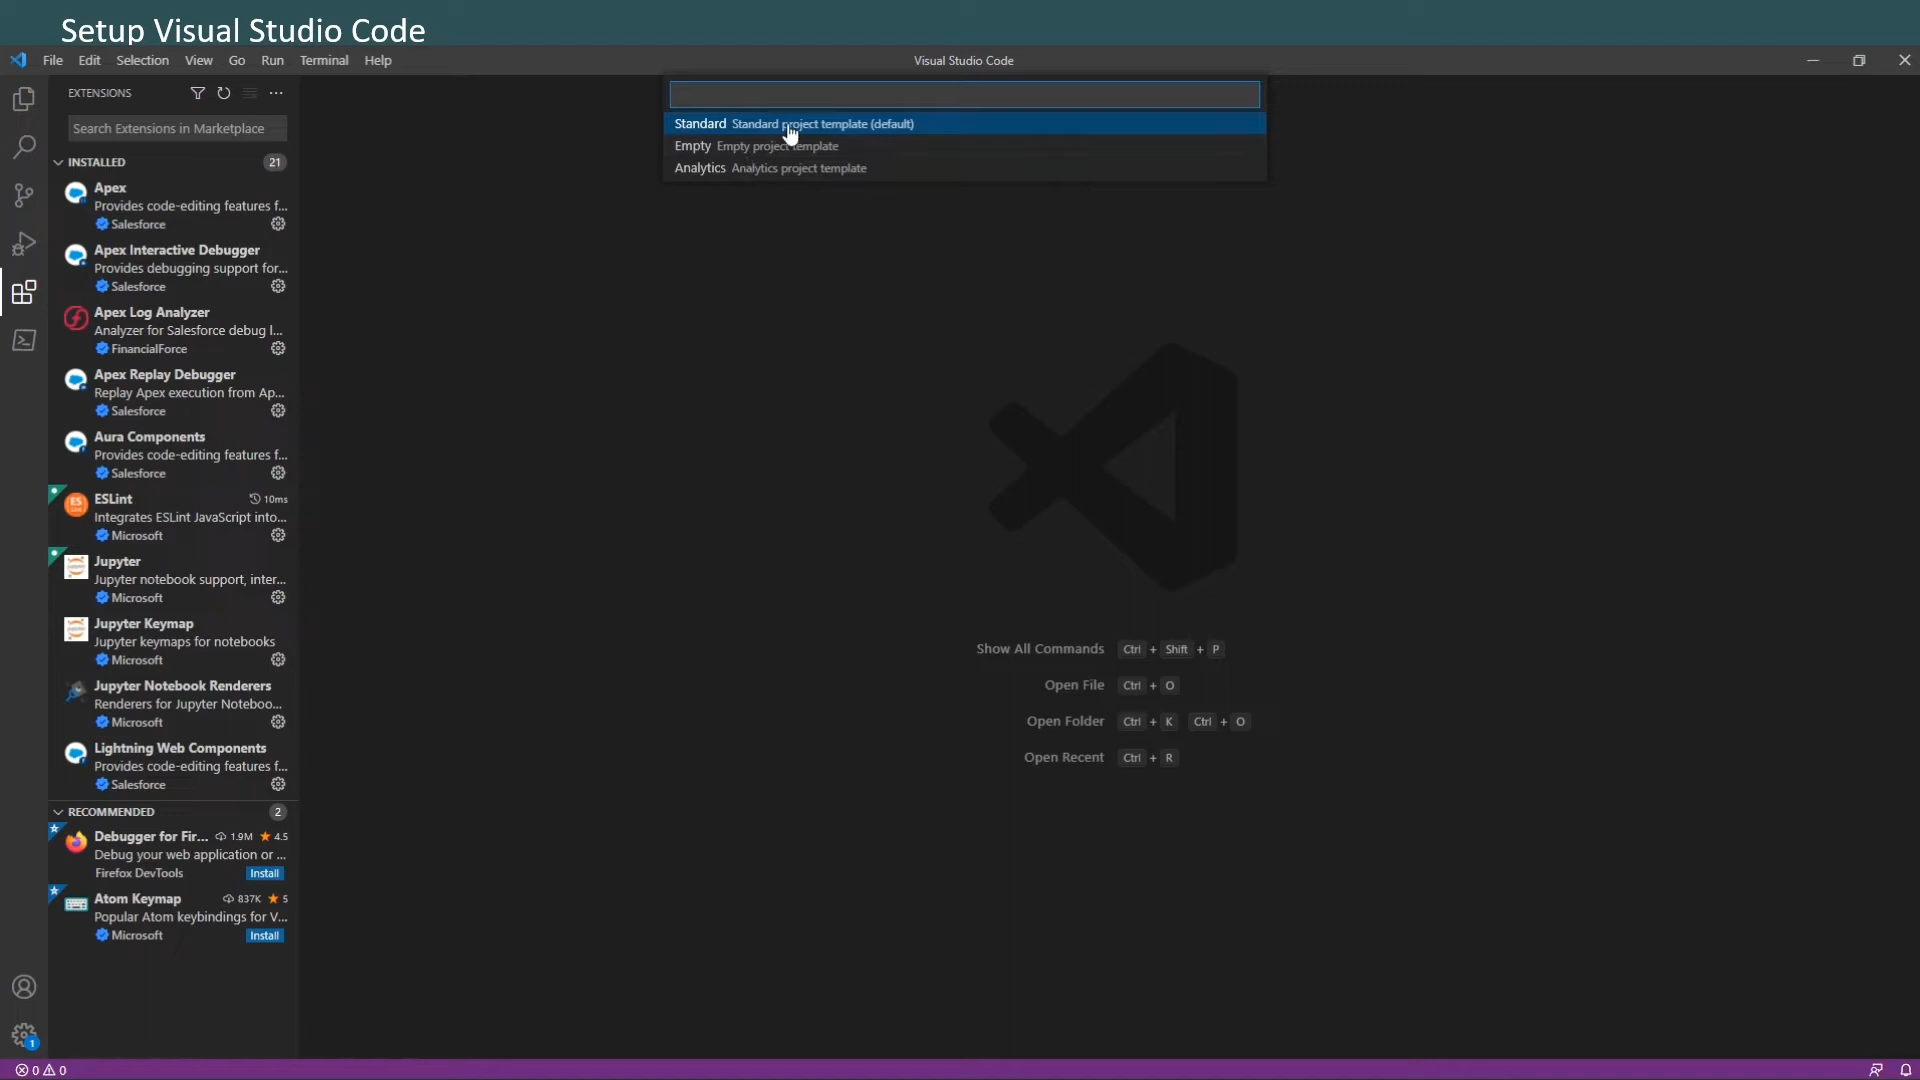 Setup Visual Studio Code
File Edit Selection View Go Run Terminal Help
Visual Studio Code
EXTENSIONS
Search Extensions in Marketplace
INSTALLED 21
Apex
Provides code-editing features f...
Salesforce
Apex Interactive Debugger
Provides debugging support for...
Salesforce
Apex Log Analyzer
Analyzer for Salesforce debug l...
FinancialForce
Apex Replay Debugger
Replay Apex execution from Ap...
Salesforce
Aura Components
Provides code-editing features f...
Salesforce
ESLint 10ms
Integrates ESLint JavaScript into...
Microsoft
Jupyter
Jupyter notebook support, inter...
Microsoft
Jupyter Keymap
Jupyter keymaps for notebooks
Microsoft
Jupyter Notebook Renderers
Renderers for Jupyter Noteboo...
Microsoft
Lightning Web Components
Provides code-editing features f...
Salesforce
RECOMMENDED 2
Debugger for Fir... 1.9M 4.5
Debug your web application or ...
Firefox DevTools Install
Atom Keymap 837K 5
Popular Atom keybindings for V...
Microsoft Install
Standard Standard project template (default)
Empty Empty project template
Analytics Analytics project template
Show All Commands Ctrl + Shift + P
Open File Ctrl + O
Open Folder Ctrl + K Ctrl + O
Open Recent Ctrl + R
1
0 0